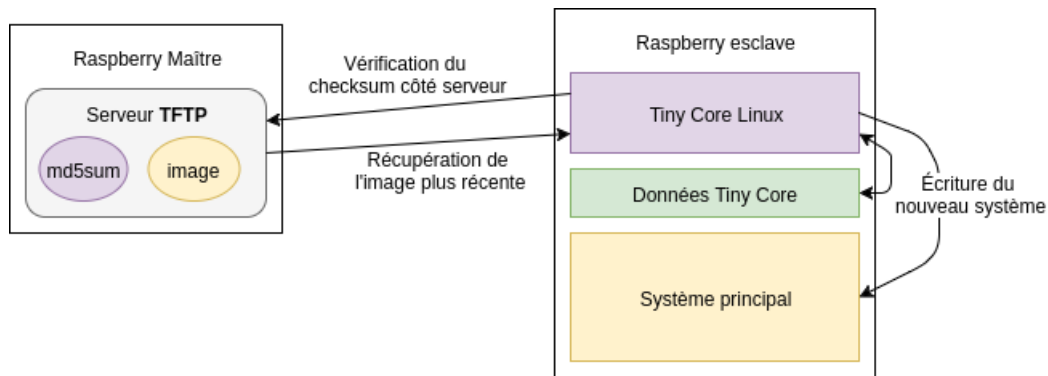 Raspberry Maître
Serveur TFTP
md5sum
image
Vérification du
checksum côté serveur
Récupération de
l'image plus récente
Raspberry esclave
Tiny Core Linux
Données Tiny Core
Système principal
Écriture du
nouveau système